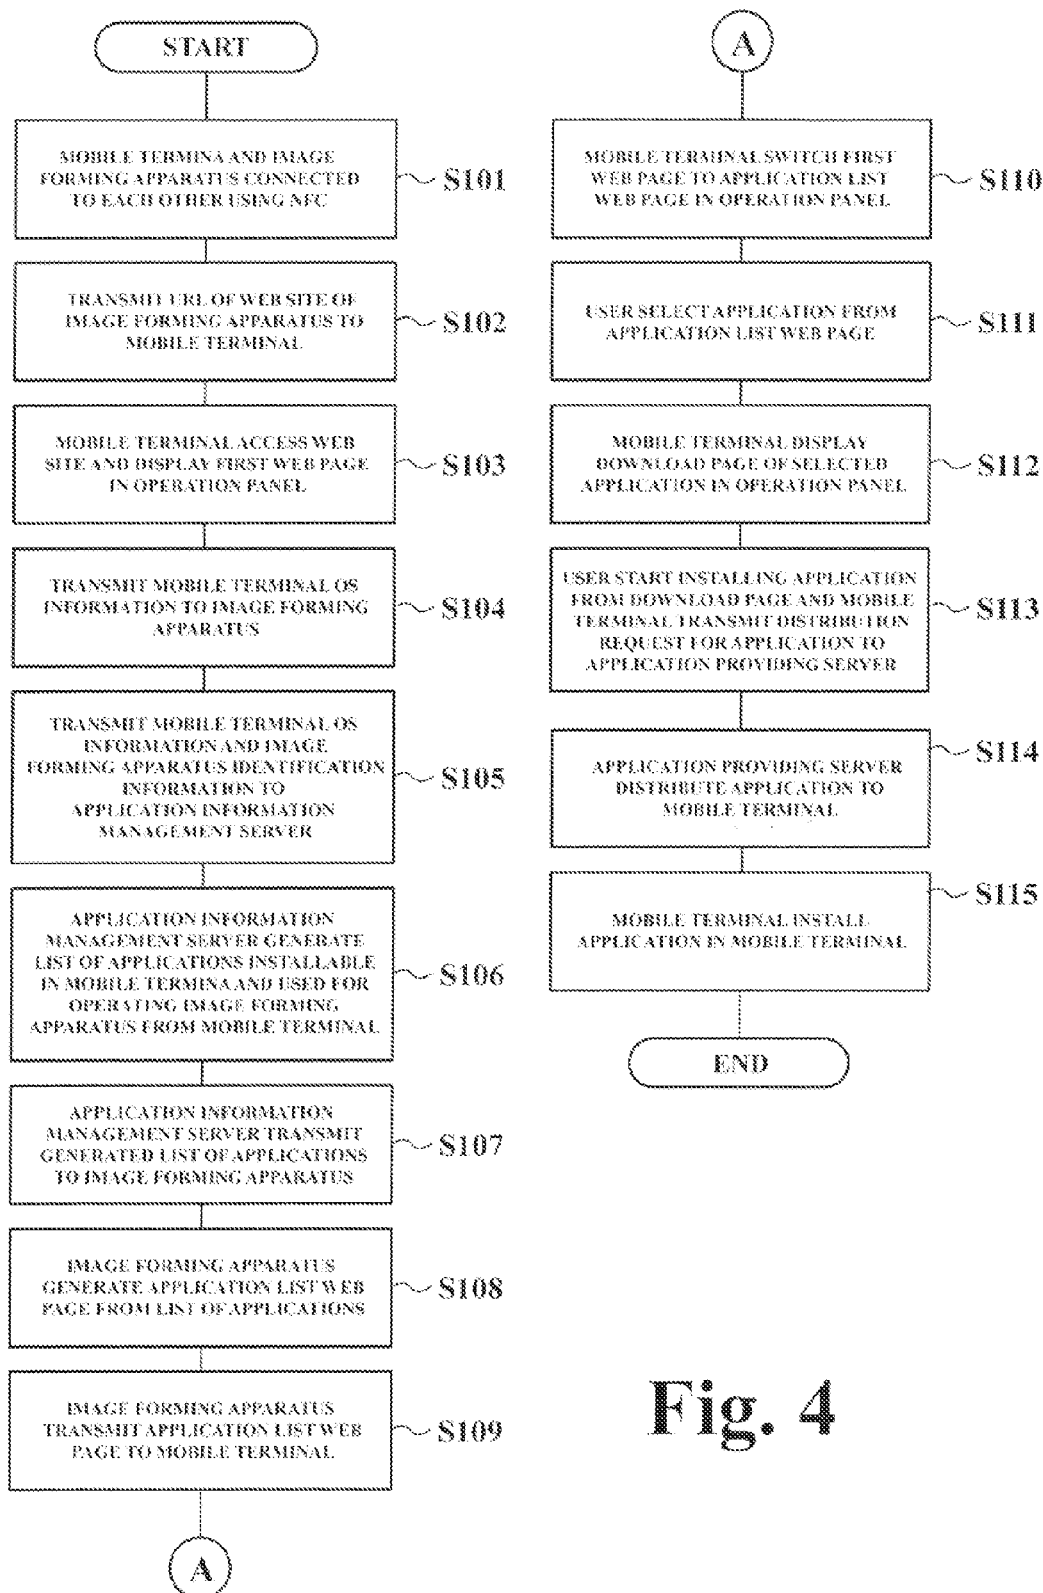 START
MOBILE TERMINA AND IMAGE
FORMING APPARATUS CONNECTED
TO EACH OTHER USING NFC
S101
TRANSMIT URL OF WEB SITE OF
IMAGE FORMING APPARATUS TO
MOBILE TERMINAL
S102
MOBILE TERMINAL ACCESS WEB
SITE AND DISPLAY FIRST WEB PAGE
IN OPERATION PANEL
S103
TRANSMIT MOBILE TERMINAL OS
INFORMATION TO IMAGE FORMING
APPARATUS
S104
TRANSMIT MOBILE TERMINAL OS
INFORMATION AND IMAGE
FORMING APPARATUS IDENTIFICATION
INFORMATION TO
APPLICATION INFORMATION
MANAGEMENT SERVER
S105
APPLICATION INFORMATION
MANAGEMENT SERVER GENERATE
LIST OF APPLICATIONS INSTALLABLE
IN MOBILE TERMINA AND USED FOR
OPERATING IMAGE FORMING
APPARATUS FROM MOBILE TERMINAL
S106
APPLICATION INFORMATION
MANAGEMENT SERVER TRANSMIT
GENERATED LIST OF APPLICATIONS
TO IMAGE FORMING APPARATUS
S107
IMAGE FORMING APPARATUS
GENERATE APPLICATION LIST WEB
PAGE FROM LIST OF APPLICATIONS
S108
IMAGE FORMING APPARATUS
TRANSMIT APPLICATION LIST WEB
PAGE TO MOBILE TERMINAL
S109
A
A
MOBILE TERMINAL SWITCH FIRST
WEB PAGE TO APPLICATION LIST
WEB PAGE IN OPERATION PANEL
S110
USER SELECT APPLICATION FROM
APPLICATION LIST WEB PAGE
S111
MOBILE TERMINAL DISPLAY
DOWNLOAD PAGE OF SELECTED
APPLICATION IN OPERATION PANEL
S112
USER START INSTALLING APPLICATION
FROM DOWNLOAD PAGE AND MOBILE
TERMINAL TRANSMIT DISTRIBUTION
REQUEST FOR APPLICATION TO
APPLICATION PROVIDING SERVER
S113
APPLICATION PROVIDING SERVER
DISTRIBUTE APPLICATION TO
MOBILE TERMINAL
S114
MOBILE TERMINAL INSTALL
APPLICATION IN MOBILE TERMINAL
S115
END
Fig. 4